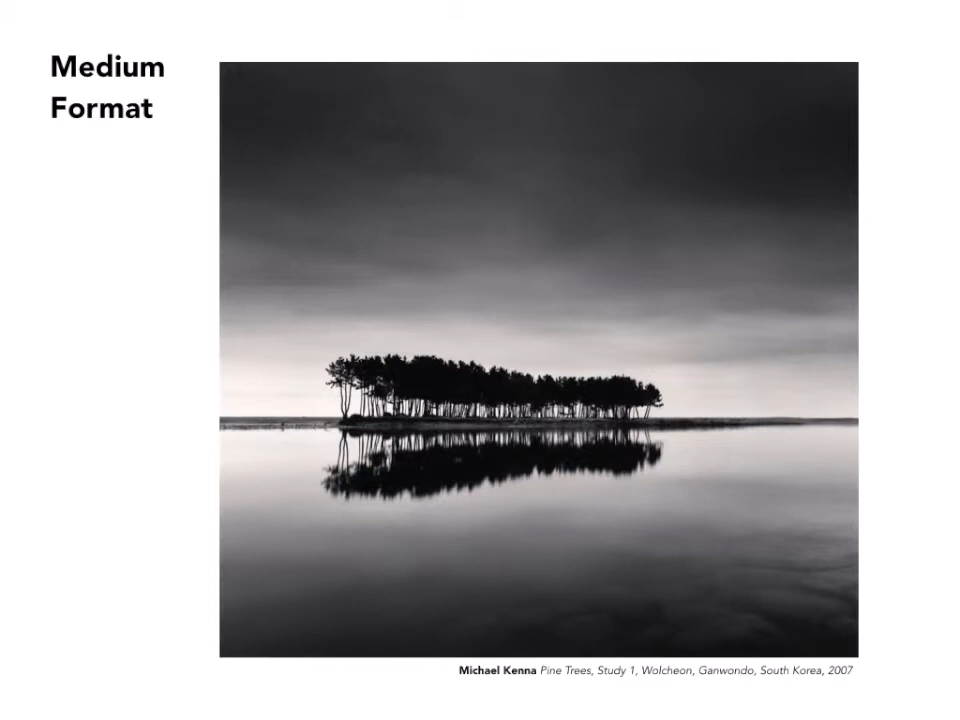 Medium
Format
Michael Kenna Pine Trees, Study 1, Wolcheon, Ganwondo, South Korea, 2007